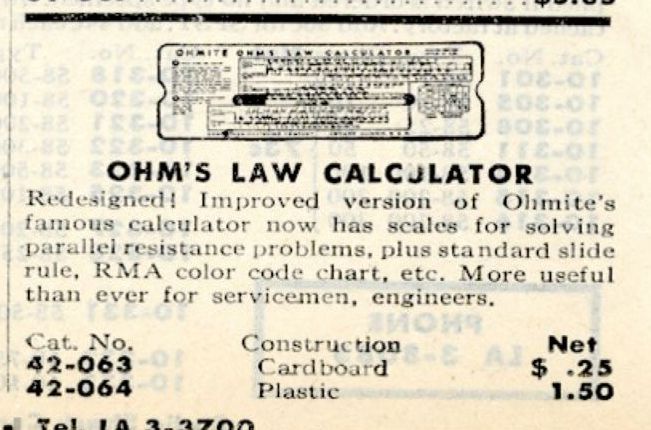 $3.85
OHMITE OHM'S LAW CALCULATOR
OHM'S LAW CALCULATOR
Redesigned! Improved version of Ohmite's
famous calculator now has scales for solving
parallel resistance problems, plus standard slide
rule, RMA color code chart, etc. More useful
than ever for servicemen, engineers.
Cat. No. Construction Net
42-063 Cardboard $ .25
42-064 Plastic 1.50
Tel. LA 3-3700